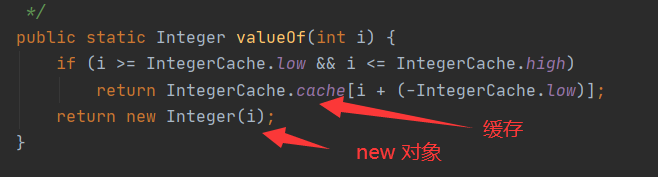 */
public static Integer valueOf(int i) {
if (i >= IntegerCache.low && i <= IntegerCache.high)
return IntegerCache.cache[i + (-IntegerCache.low)];
return new Integer(i);
缓存
new 对象
}